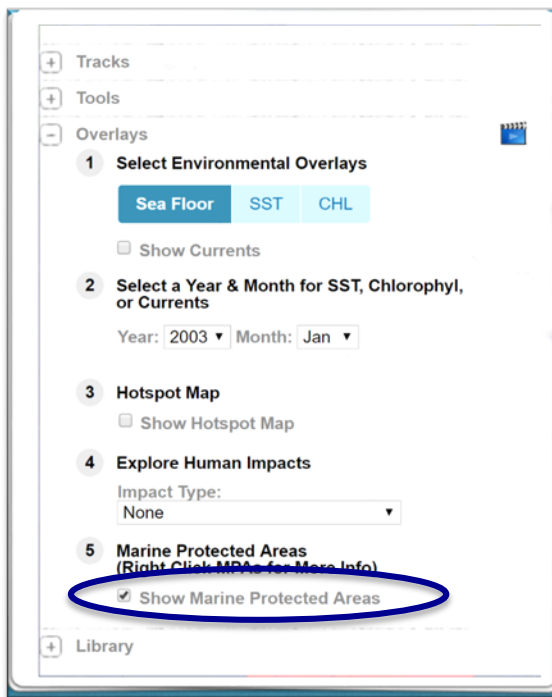 Tracks
Tools
Overlays
1 Select Environmental Overlays
Sea Floor SST CHL
Show Currents
2 Select a Year & Month for SST, Chlorophyl,
or Currents
Year: 2003 Month: Jan
3 Hotspot Map
Show Hotspot Map
4 Explore Human Impacts
Impact Type:
None
5 Marine Protected Areas
(Right Click MPAs for More Info)
Show Marine Protected Areas
Library